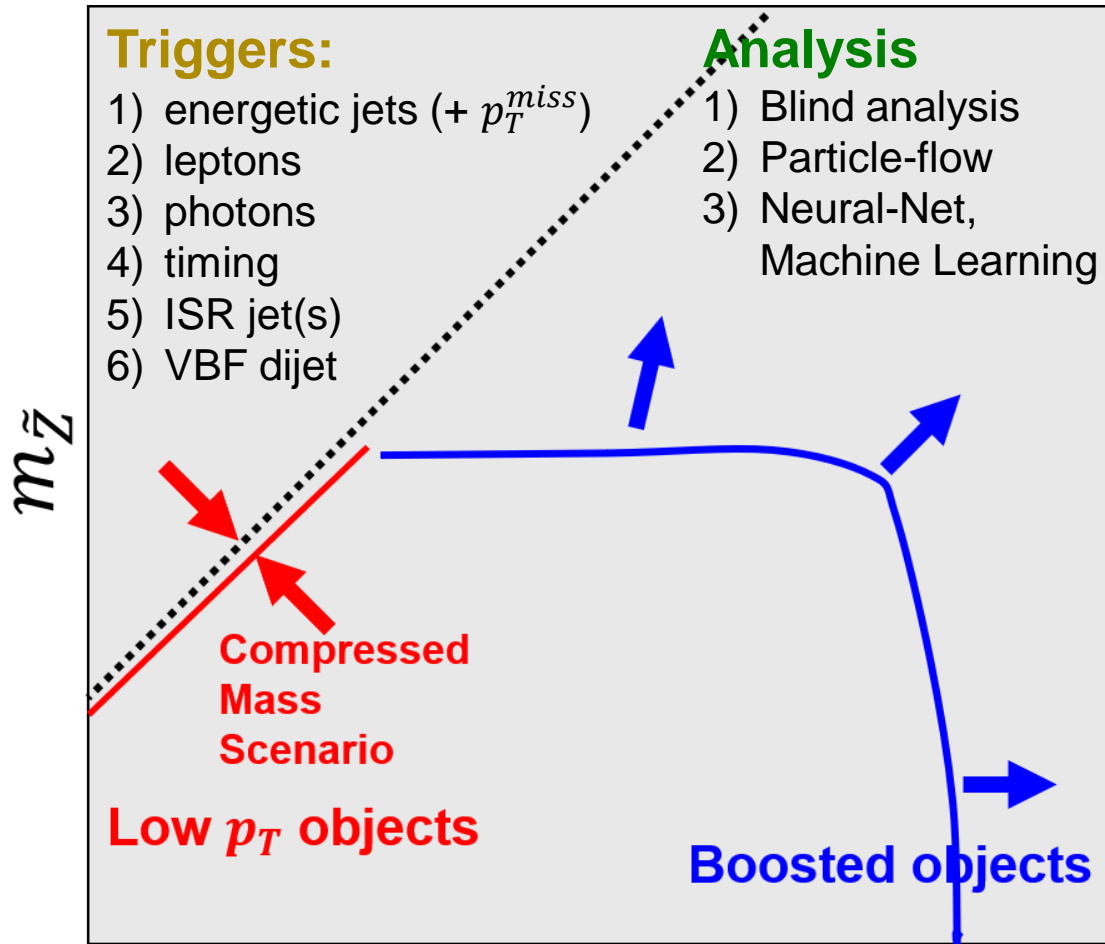 Triggers:
1) energetic jets (+ p_T^{miss})
2) leptons
3) photons
4) timing
5) ISR jet(s)
6) VBF dijet
Analysis
1) Blind analysis
2) Particle-flow
3) Neural-Net,
Machine Learning
m_{\tilde{Z}}
Compressed
Mass
Scenario
Low p_T objects
Boosted objects